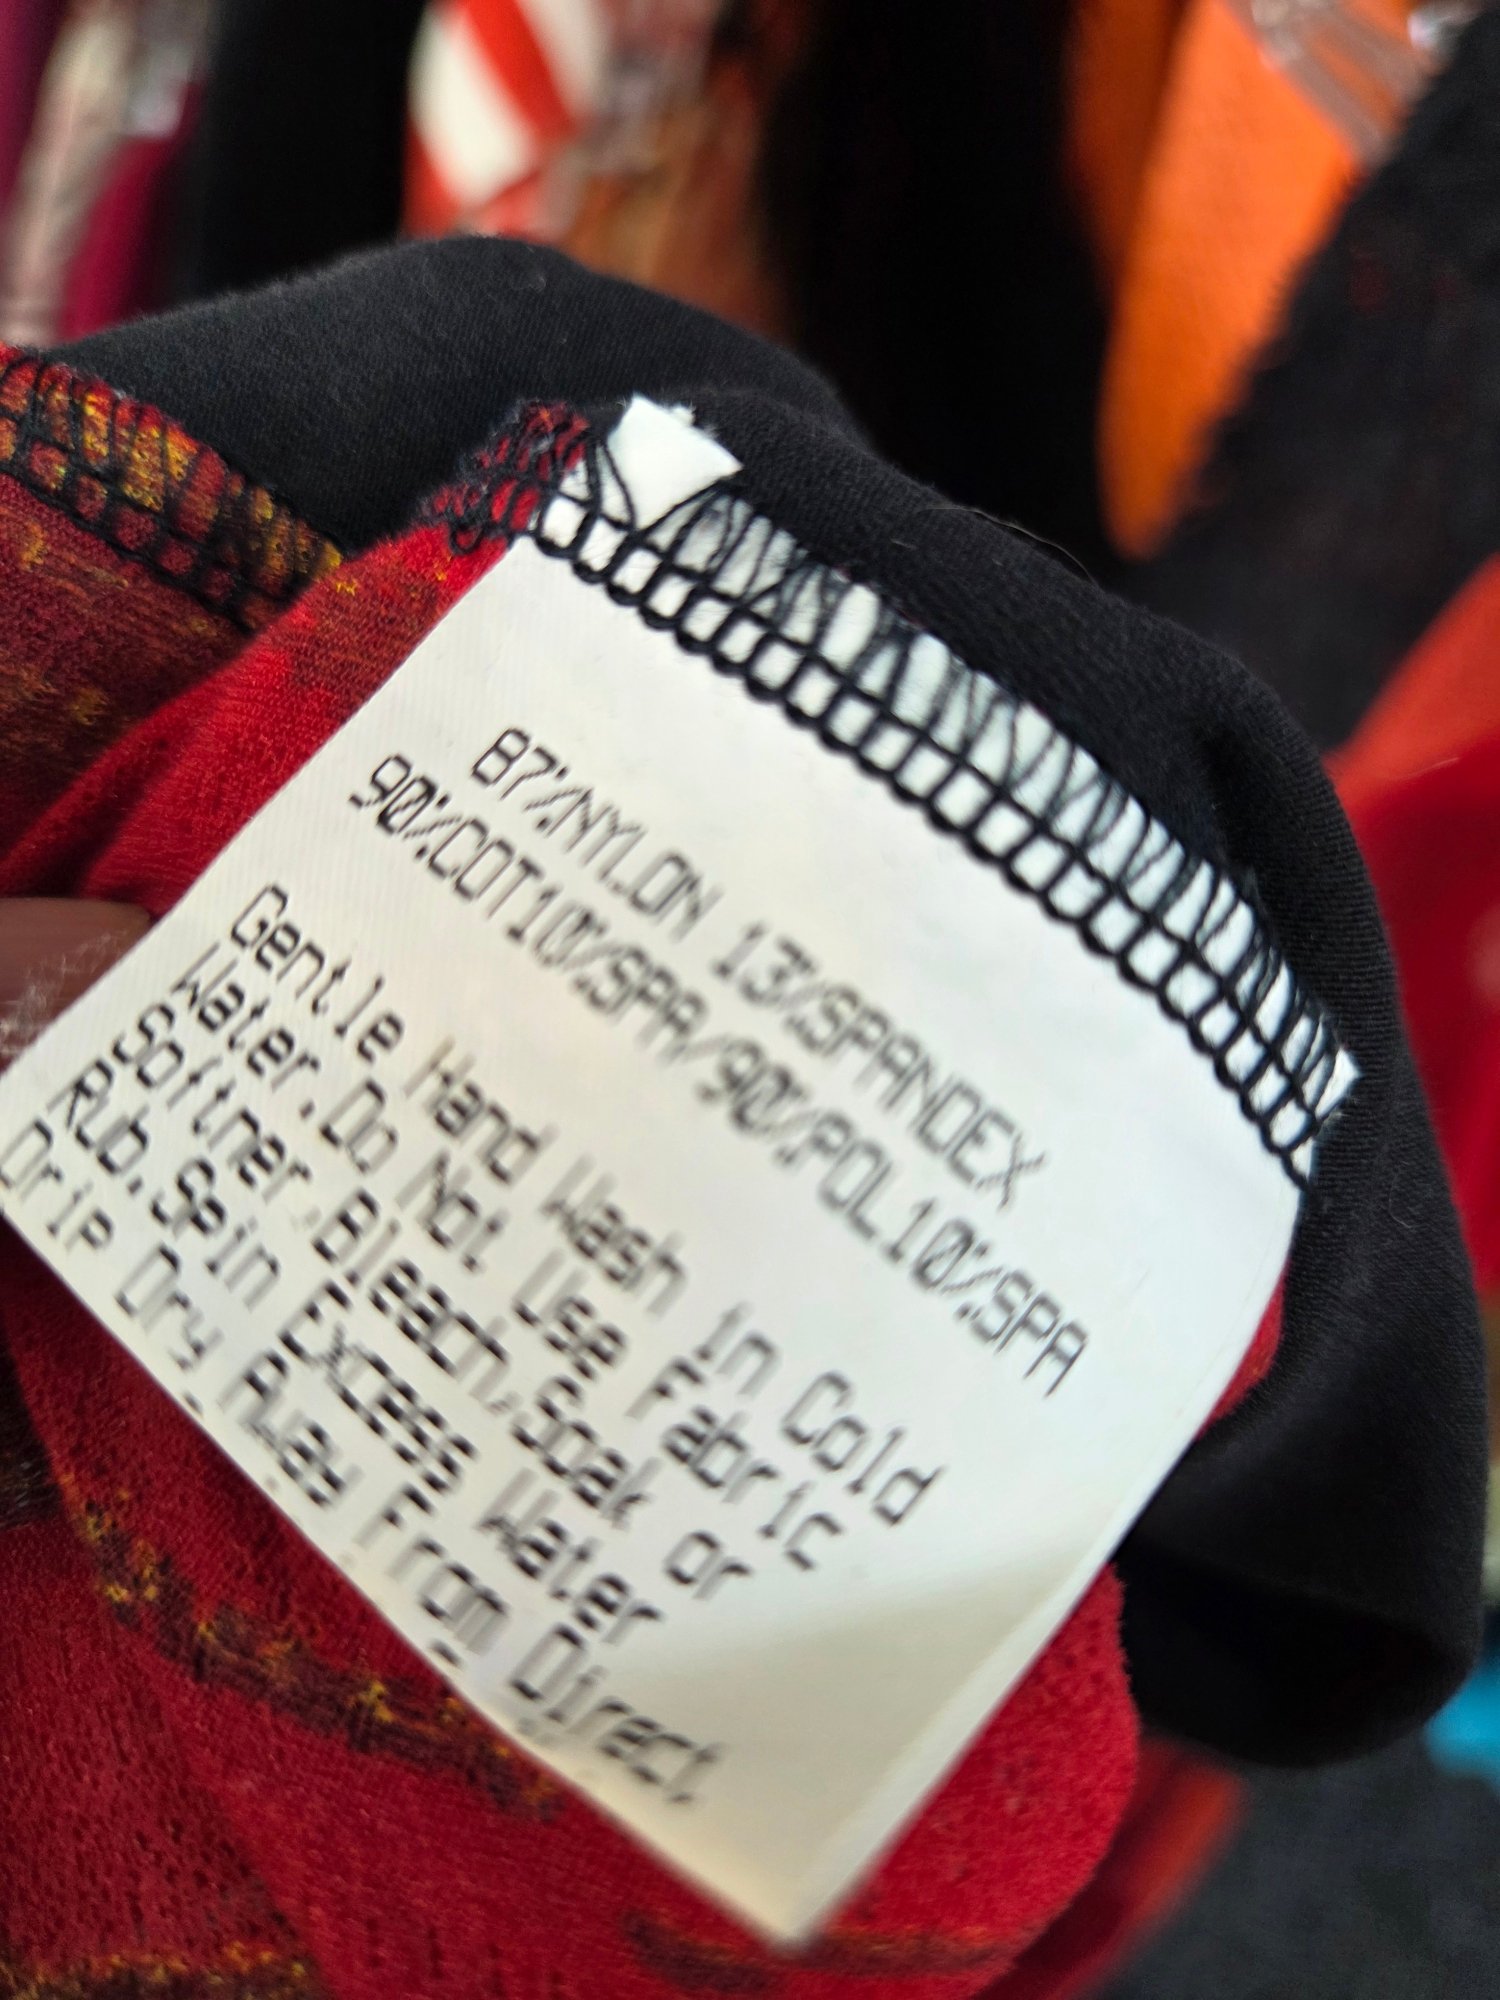 87%NYLON 13%SPANDEX
90%COT10%SPA/90%POL10%SPA
Gentle Hand Wash in Cold
Water.Do Not Use Fabric
Softner,Bleach,Soak or
Rub.Spin Excess Water
Drip Dry Away From Direct